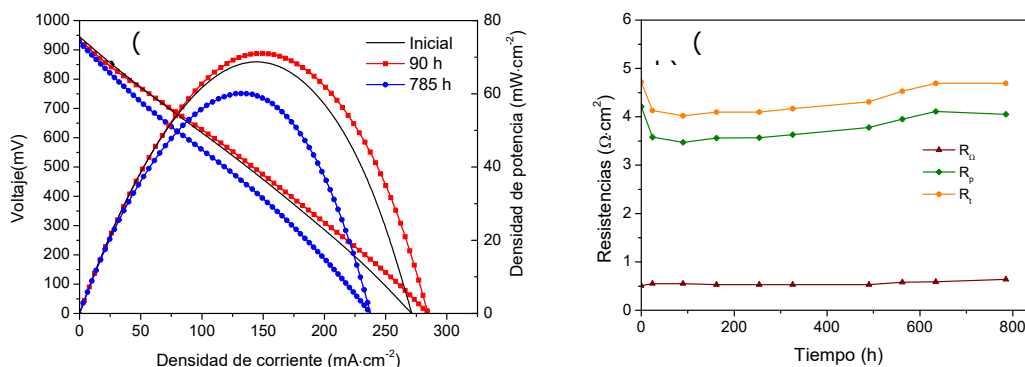 1000
900
800
700
600
500
400
300
200
100
0
0 50 100 150 200 250 300
80
60
40
20
0
Voltaje(mV)
Densidad de potencia (mW·cm-2)
Densidad de corriente (mA·cm-2)
(
Inicial
90 h
785 h
6
5
4
3
2
1
0
0 200 400 600 800
Resistencias (Ω.cm2)
Tiempo (h)
(
RΩ
Rp
Rt